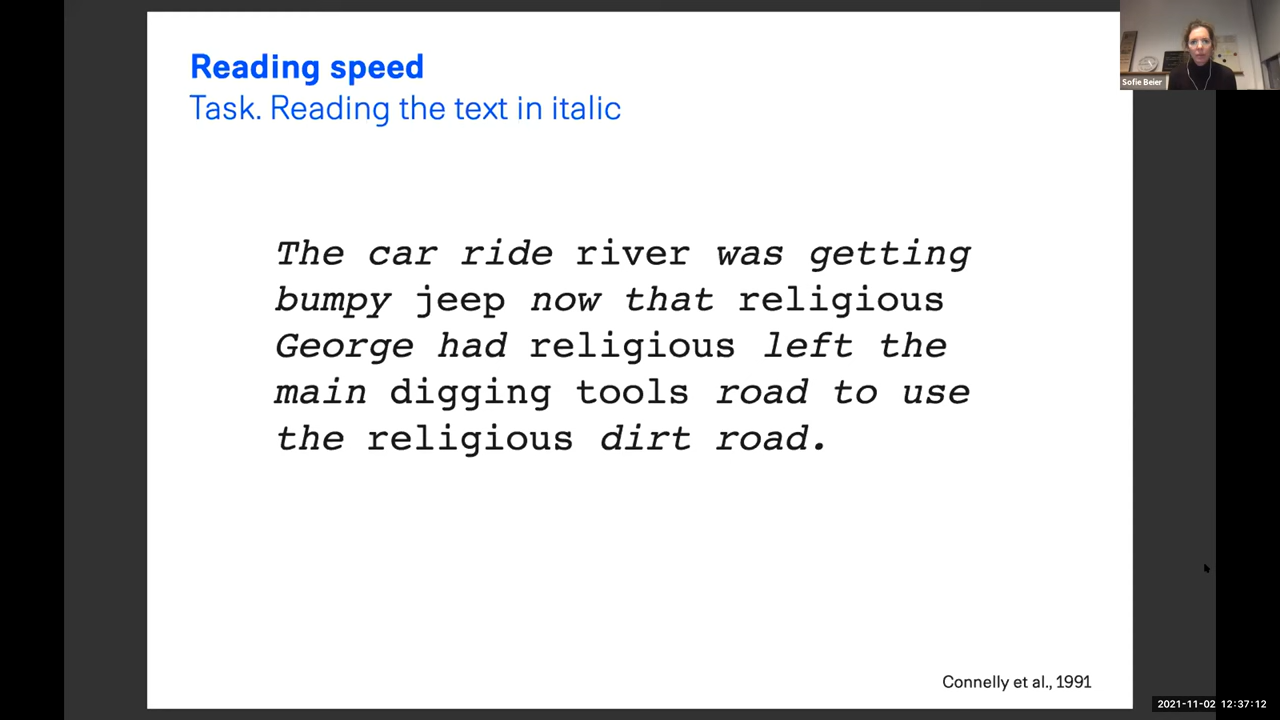 Reading speed
Task. Reading the text in italic
The car ride river was getting
bumpy jeep now that religious
George had religious left the
main digging tools road to use
the religious dirt road.
Connelly et al., 1991
Sofie Beier
2021-11-02 12:37:12